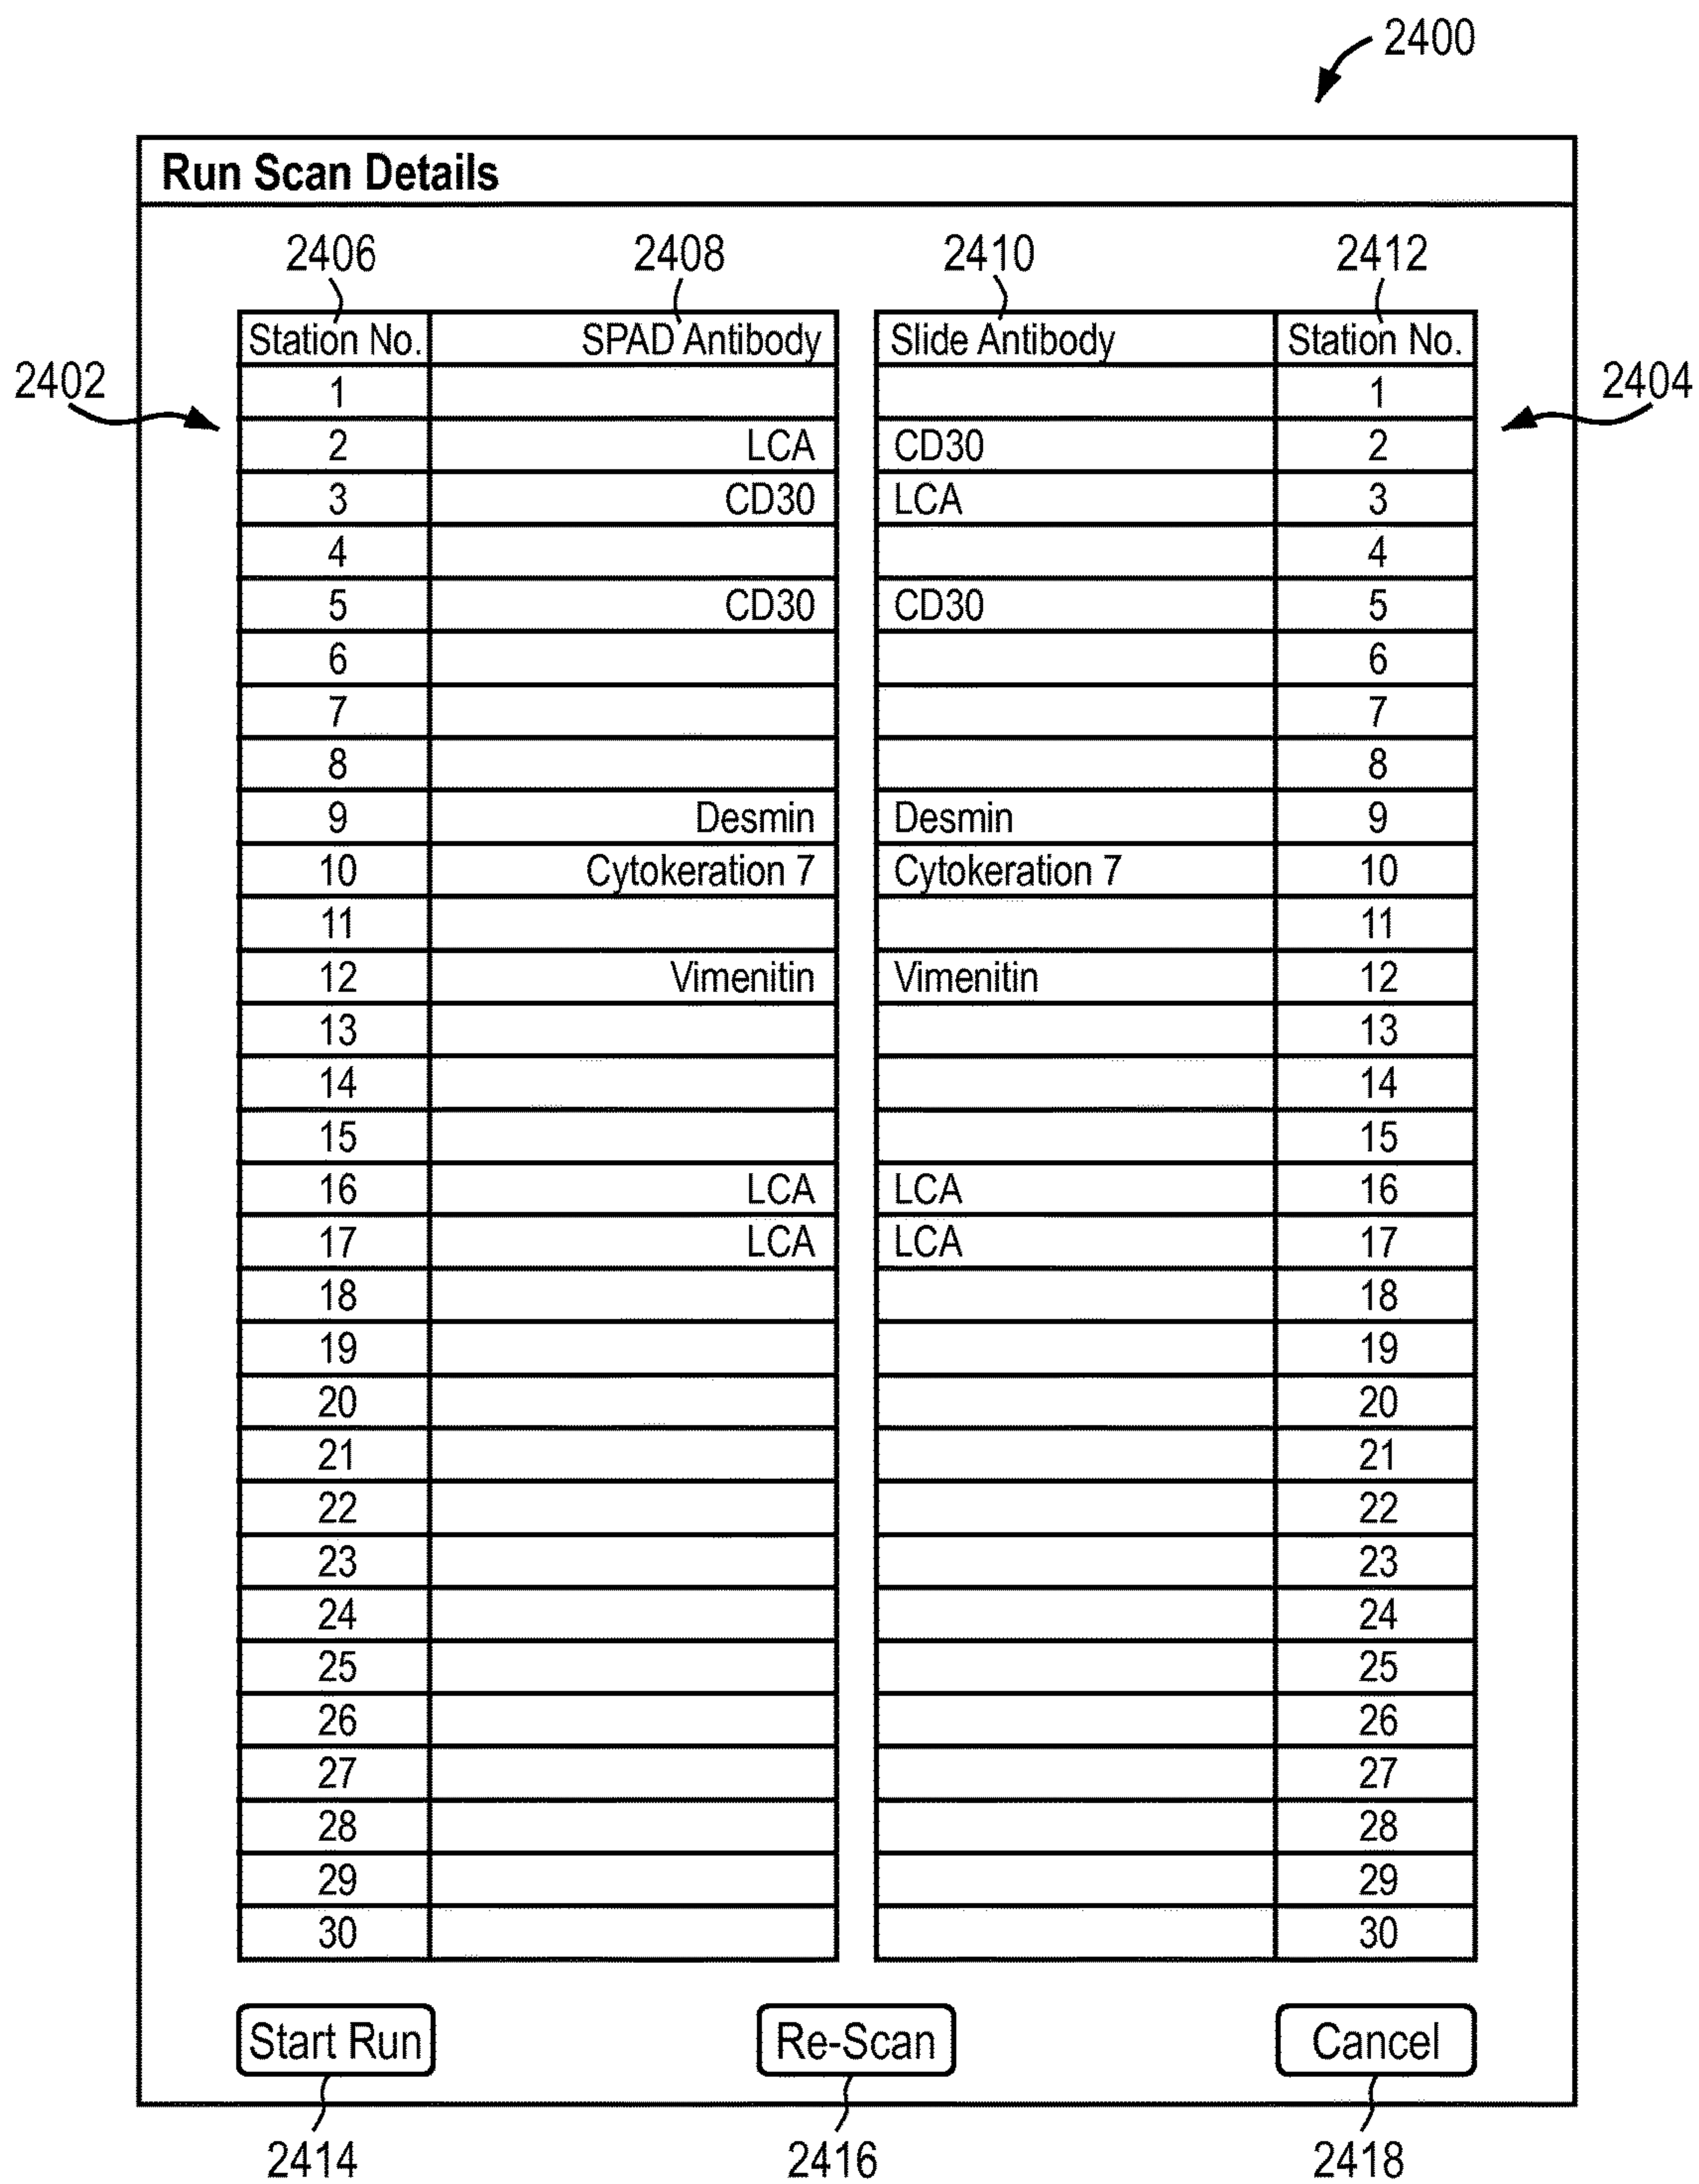 2400
Run Scan Details
2406 2408 2410 2412
Station No. SPAD Antibody Slide Antibody Station No.
2402 1 1 2404
2 LCA CD30 2
3 CD30 LCA 3
4 4
5 CD30 CD30 5
6 6
7 7
8 8
9 Desmin Desmin 9
10 Cytokeration 7 Cytokeration 7 10
11 11
12 Vimenitin Vimenitin 12
13 13
14 14
15 15
16 LCA LCA 16
17 LCA LCA 17
18 18
19 19
20 20
21 21
22 22
23 23
24 24
25 25
26 26
27 27
28 28
29 29
30 30
Start Run Re-Scan Cancel
2414 2416 2418